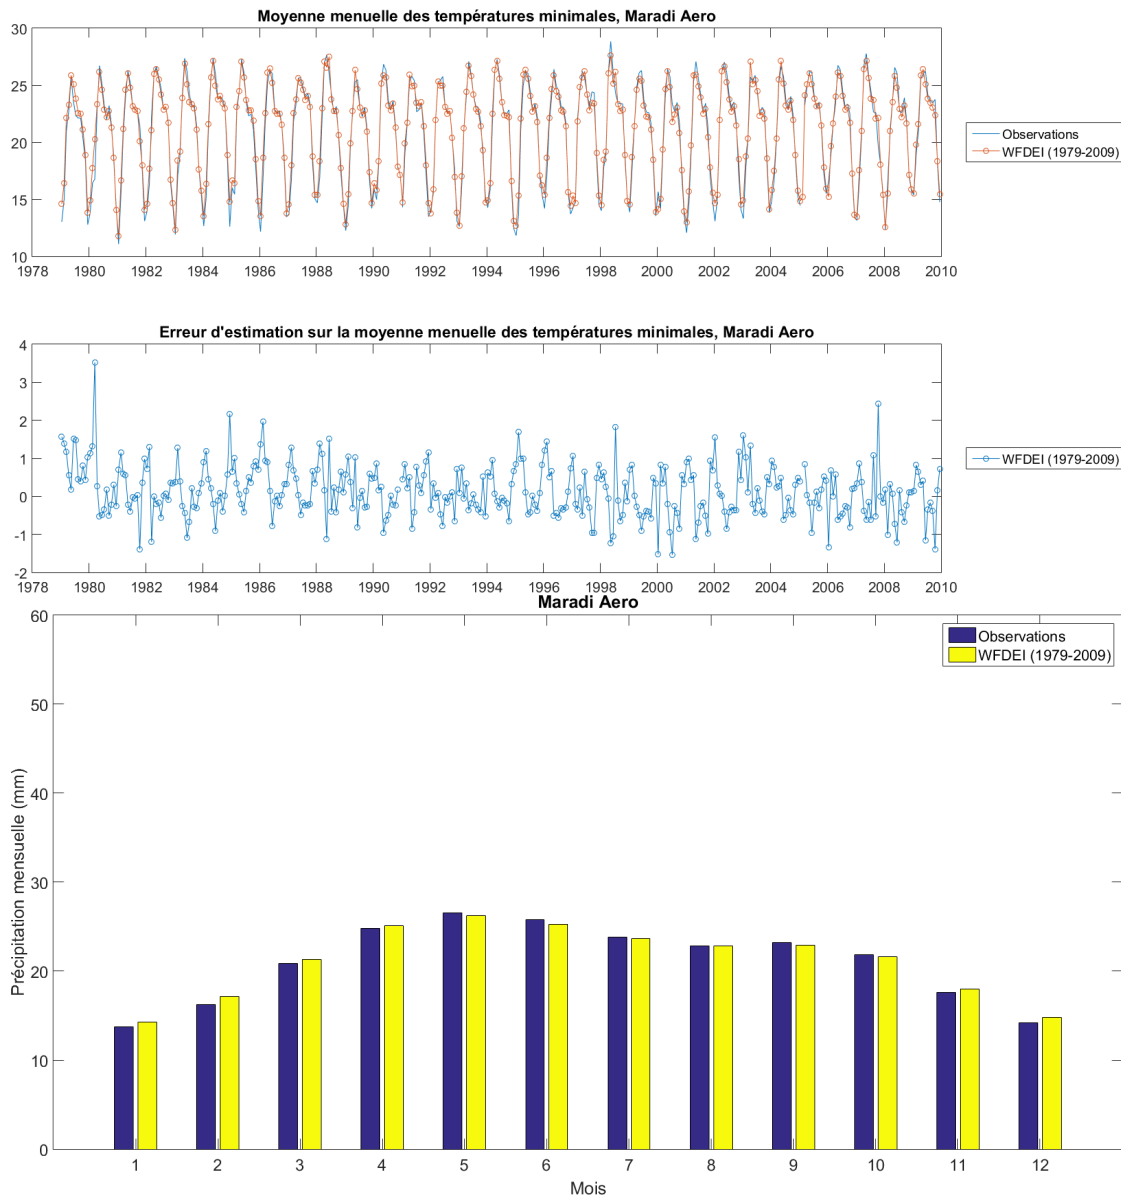 Moyenne menuelle des températures minimales, Maradi Aero
30
25
20
15
10
1978 1980 1982 1984 1986 1988 1990 1992 1994 1996 1998 2000 2002 2004 2006 2008 2010
Observations
WFDEI (1979-2009)
Erreur d'estimation sur la moyenne menuelle des températures minimales, Maradi Aero
4
3
2
1
0
-1
-2
1978 1980 1982 1984 1986 1988 1990 1992 1994 1996 1998 2000 2002 2004 2006 2008 2010
WFDEI (1979-2009)
Maradi Aero
60
50
40
30
20
10
0
Précipitation mensuelle (mm)
Observations
WFDEI (1979-2009)
1 2 3 4 5 6 7 8 9 10 11 12
Mois